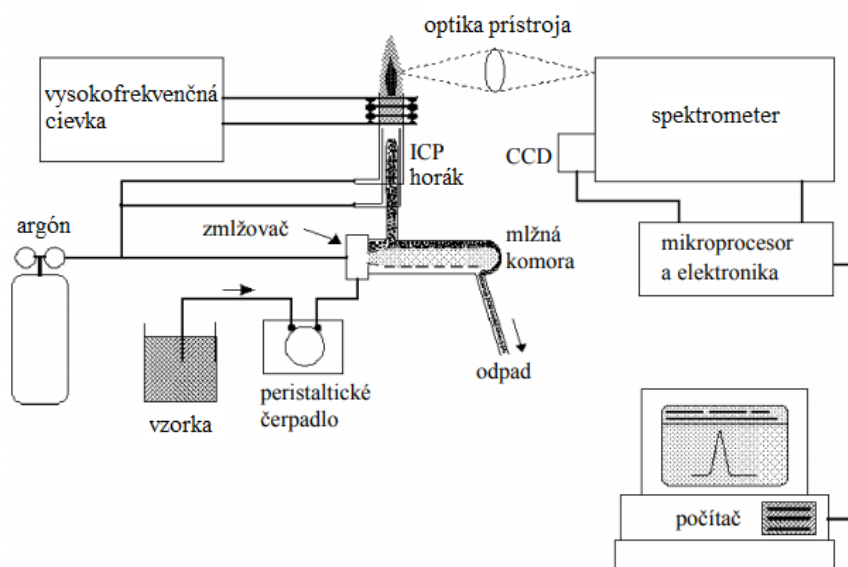 optika prístroja
vysokofrekvenčná
cievka
spektrometer
CCD
ICP
horák
argón
zmlžovač
mlžná
komora
mikroprocesor
a elektronika
odpad
peristaltické
čerpadlo
vzorka
počítač